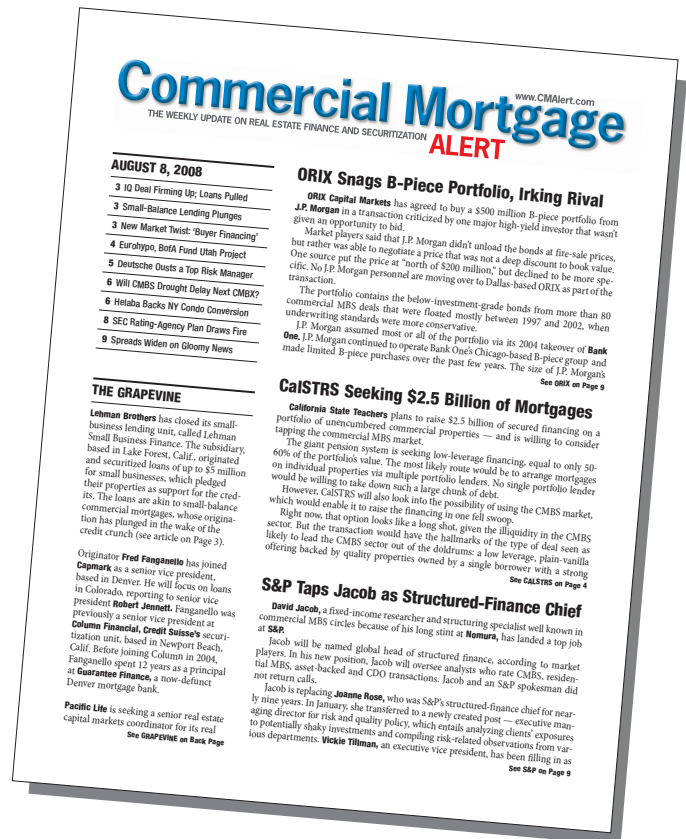 Commercial Mortgage
www.CMAlert.com
THE WEEKLY UPDATE ON REAL ESTATE FINANCE AND SECURITIZATION
ALERT
AUGUST 8, 2008
3 IQ Deal Firming Up; Loans Pulled
3 Small-Balance Lending Plunges
3 New Market Twist: ‘Buyer Financing’
4 Eurohypo, BofA Fund Utah Project
5 Deutsche Ousts a Top Risk Manager
6 Will CMBS Drought Delay Next CMBX?
6 Helaba Backs NY Condo Conversion
8 SEC Rating-Agency Plan Draws Fire
9 Spreads Widen on Gloomy News
THE GRAPEVINE
Lehman Brothers has closed its small-
business lending unit, called Lehman
Small Business Finance. The subsidiary,
based in Lake Forest, Calif., originated
and securitized loans of up to $5 million
for small businesses, which pledged
their properties as support for the cred-
its. The loans are akin to small-balance
commercial mortgages, whose origina-
tion has plunged in the wake of the
credit crunch (see article on Page 3).
Originator Fred Fanganello has joined
Capmark as a senior vice president,
based in Denver. He will focus on loans
in Colorado, reporting to senior vice
president Robert Jennett. Fanganello was
previously a senior vice president at
Column Financial, Credit Suisse’s securi-
tization unit, based in Newport Beach,
Calif. Before joining Column in 2004,
Fanganello spent 12 years as a principal
at Guarantee Finance, a now-defunct
Denver mortgage bank.
Pacific Life is seeking a senior real estate
capital markets coordinator for its real
See GRAPEVINE on Back Page
ORIX Snags B-Piece Portfolio, Irking Rival
ORIX Capital Markets has agreed to buy a $500 million B-piece portfolio from
J.P. Morgan in a transaction criticized by one major high-yield investor that wasn’t
given an opportunity to bid.
Market players said that J.P. Morgan didn’t unload the bonds at fire-sale prices,
but rather was able to negotiate a price that was not a deep discount to book value.
One source put the price at “north of $200 million,” but declined to be more spe-
cific. No J.P. Morgan personnel are moving over to Dallas-based ORIX as part of the
transaction.
The portfolio contains the below-investment-grade bonds from more than 80
commercial MBS deals that were floated mostly between 1997 and 2002, when
underwriting standards were more conservative.
J.P. Morgan assumed most or all of the portfolio via its 2004 takeover of Bank
One. J.P. Morgan continued to operate Bank One’s Chicago-based B-piece group and
made limited B-piece purchases over the past few years. The size of J.P. Morgan’s
See ORIX on Page 9
CalSTRS Seeking $2.5 Billion of Mortgages
California State Teachers plans to raise $2.5 billion of secured financing on a
portfolio of unencumbered commercial properties — and is willing to consider
tapping the commercial MBS market.
The giant pension system is seeking low-leverage financing, equal to only 50-
60% of the portfolio’s value. The most likely route would be to arrange mortgages
on individual properties via multiple portfolio lenders. No single portfolio lender
would be willing to take down such a large chunk of debt.
However, CalSTRS will also look into the possibility of using the CMBS market,
which would enable it to raise the financing in one fell swoop.
Right now, that option looks like a long shot, given the illiquidity in the CMBS
sector. But the transaction would have the hallmarks of the type of deal seen as
likely to lead the CMBS sector out of the doldrums: a low leverage, plain-vanilla
offering backed by quality properties owned by a single borrower with a strong
See CALSTRS on Page 4
S&P Taps Jacob as Structured-Finance Chief
David Jacob, a fixed-income researcher and structuring specialist well known in
commercial MBS circles because of his long stint at Nomura, has landed a top job
at S&P.
Jacob will be named global head of structured finance, according to market
players. In his new position, Jacob will oversee analysts who rate CMBS, residen-
tial MBS, asset-backed and CDO transactions. Jacob and an S&P spokesman did
not return calls.
Jacob is replacing Joanne Rose, who was S&P’s structured-finance chief for near-
ly nine years. In January, she transferred to a newly created post — executive man-
aging director for risk and quality policy, which entails analyzing clients’ exposures
to potentially shaky investments and compiling risk-related observations from var-
ious departments. Vickie Tillman, an executive vice president, has been filling in as
See S&P on Page 9